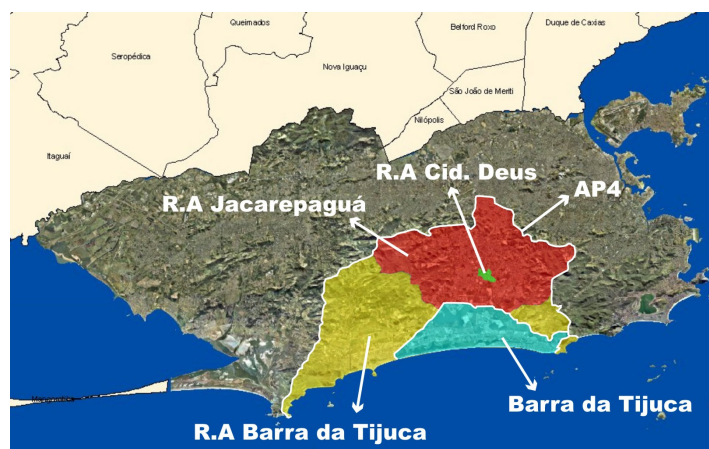 Queimados
Belford Roxo
Duque de Caxias
Seropédica
Nova Iguaçu
São João de Meriti
Nilópolis
Itaguaí
R.A Cid. Deus
AP4
R.A Jacarepaguá
Barra da Tijuca
R.A Barra da Tijuca